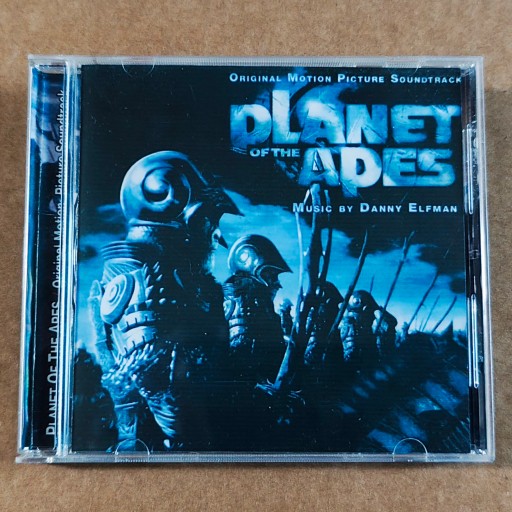 ORIGINAL MOTION PICTURE SOUNDTRACK
PLANET
OF THE
APES
MUSIC BY DANNY ELFMAN
PLANET OF THE APES Original Motion Picture Soundtrack